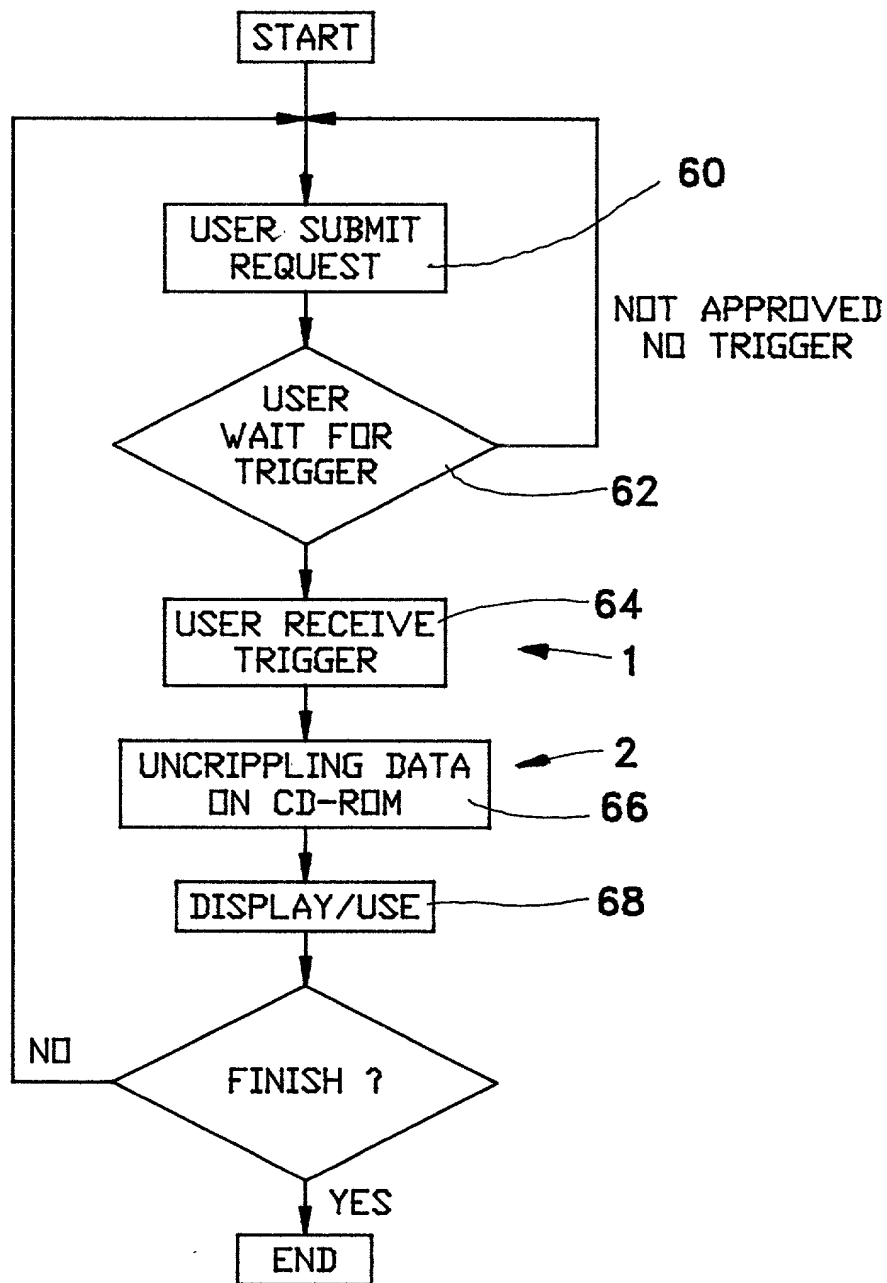 START
60
USER SUBMIT
REQUEST
NOT APPROVED
NO TRIGGER
USER
WAIT FOR
TRIGGER
62
64
USER RECEIVE
TRIGGER
1
2
UNCRIPPLING DATA
ON CD-ROM
66
DISPLAY/USE
68
NO
FINISH ?
YES
END